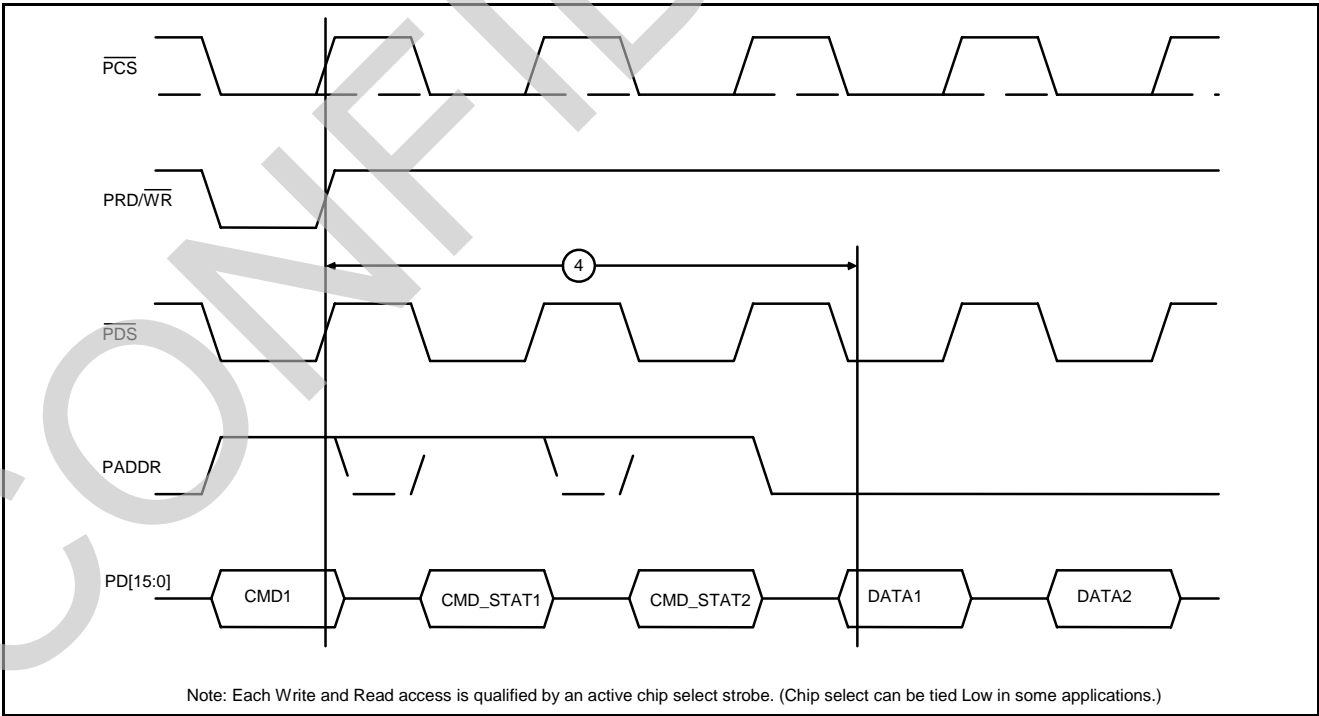 PCS
PRD/WR
4
PDS
PADDR
PD[15:0]
CMD1
CMD_STAT1
CMD_STAT2
DATA1
DATA2
Note: Each Write and Read access is qualified by an active chip select strobe. (Chip select can be tied Low in some applications.)
CONFID